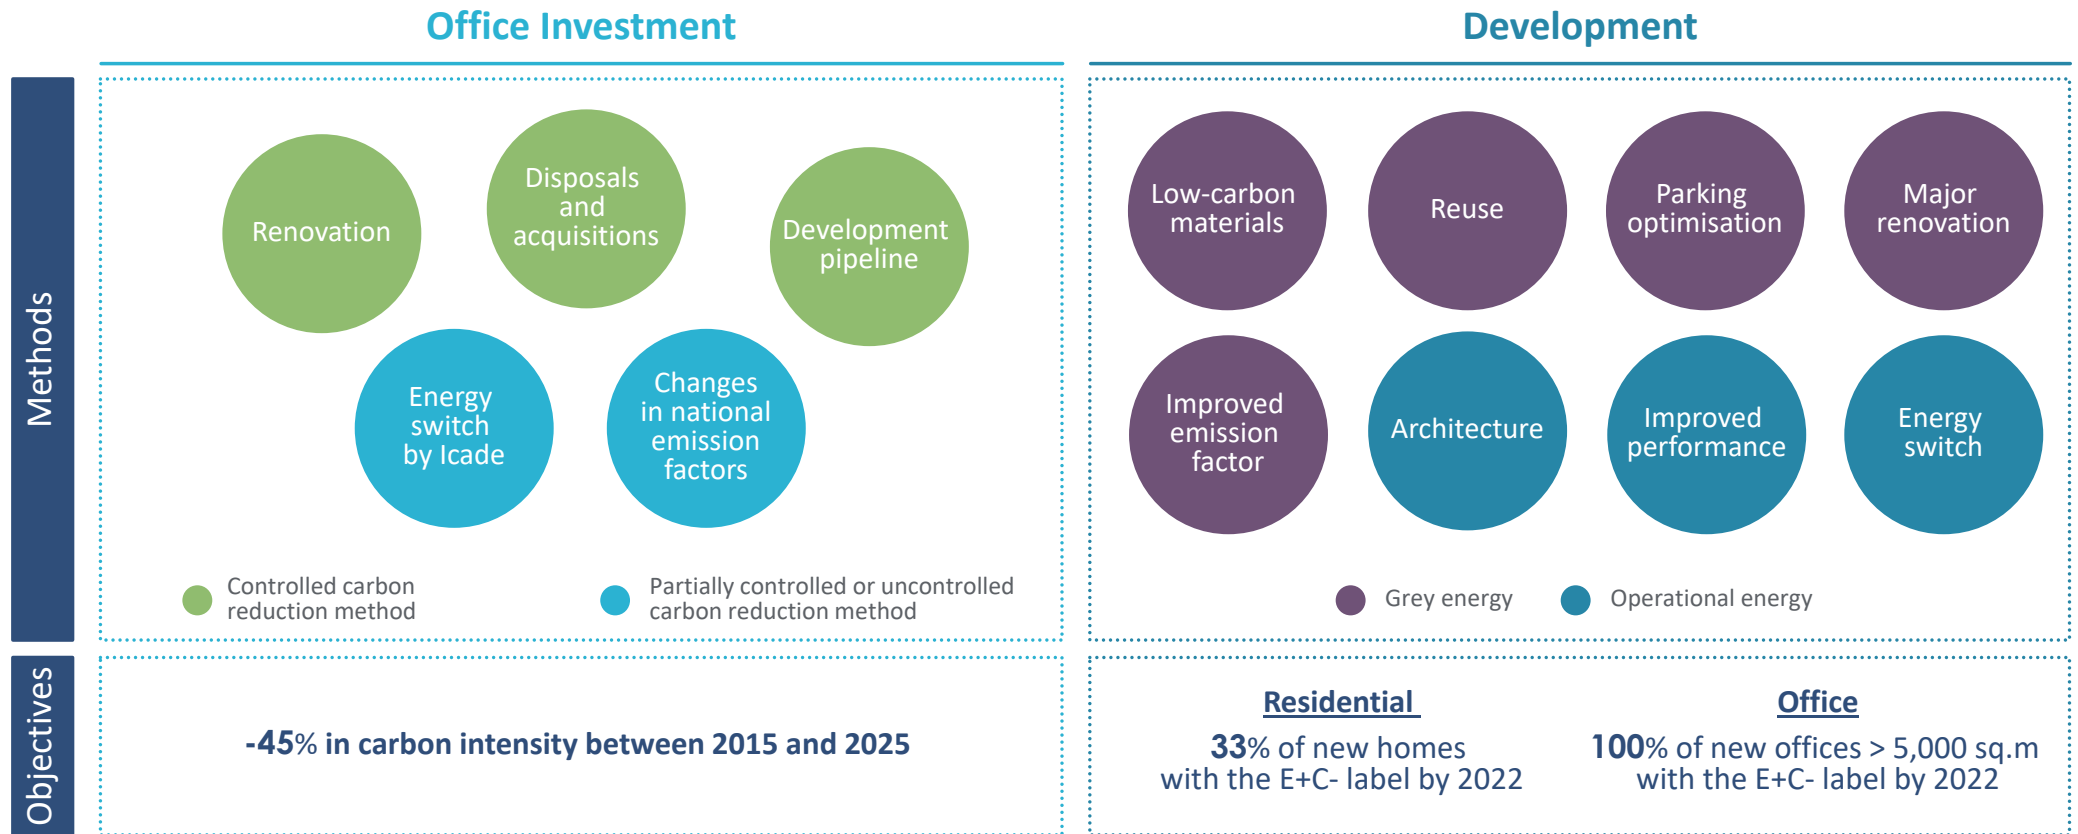 Office Investment
Development
Methods
Renovation
Disposals
and
acquisitions
Development
pipeline
Energy
switch
by Icade
Changes
in national
emission
factors
Controlled carbon
reduction method
Partially controlled or uncontrolled
carbon reduction method
Low-carbon
materials
Reuse
Parking
optimisation
Major
renovation
Improved
emission
factor
Architecture
Improved
performance
Energy
switch
Grey energy
Operational energy
Objectives
-45% in carbon intensity between 2015 and 2025
Residential
33% of new homes
with the E+C- label by 2022
Office
100% of new offices > 5,000 sq.m
with the E+C- label by 2022